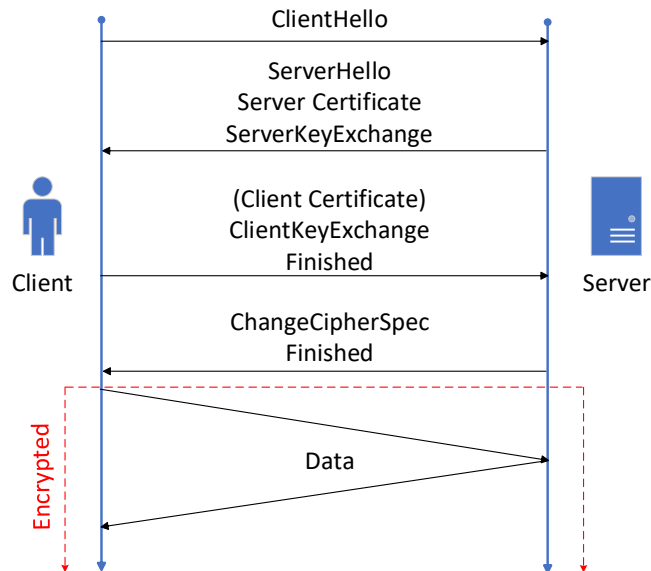 ClientHello
ServerHello
Server Certificate
ServerKeyExchange
(Client Certificate)
ClientKeyExchange
Finished
Client
Server
ChangeCipherSpec
Finished
Encrypted
Data